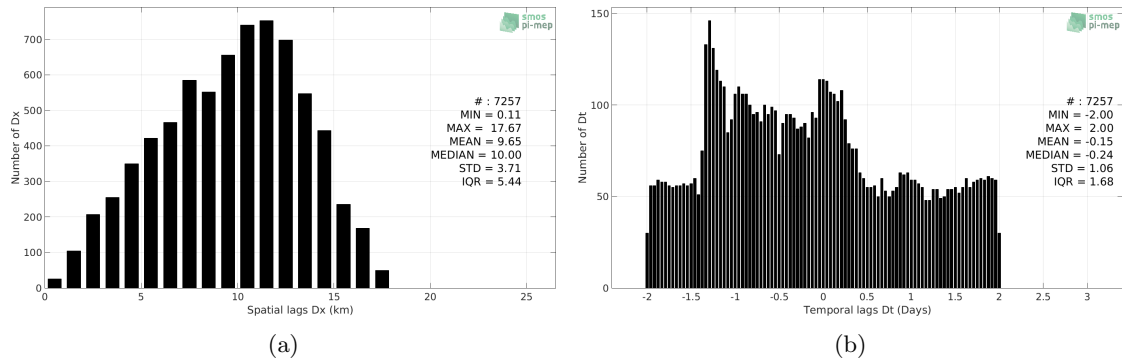 700
600
500
400
300
200
100
0
Number of Dx
smos
pi-mep
# : 7257
MIN = 0.11
MAX = 17.67
MEAN = 9.65
MEDIAN = 10.00
STD = 3.71
IQR = 5.44
0 5 10 15 20 25
Spatial lags Dx (km)
(a)
150
100
50
0
Number of Dt
smos
pi-mep
# : 7257
MIN = -2.00
MAX = 2.00
MEAN = -0.15
MEDIAN = -0.24
STD = 1.06
IQR = 1.68
-2 -1.5 -1 -0.5 0 0.5 1 1.5 2 2.5 3
Temporal lags Dt (Days)
(b)